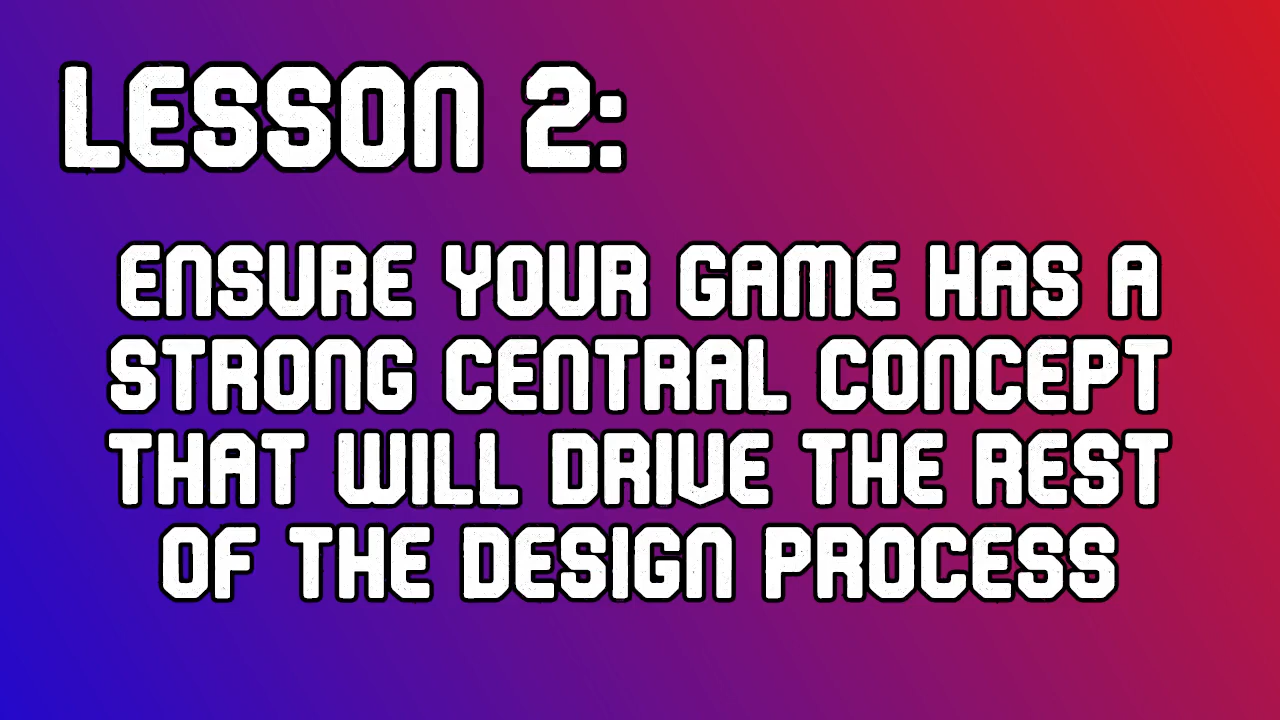 LESSON 2:
ENSURE YOUR GAME HAS A
STRONG CENTRAL CONCEPT
THAT WILL DRIVE THE REST
OF THE DESIGN PROCESS